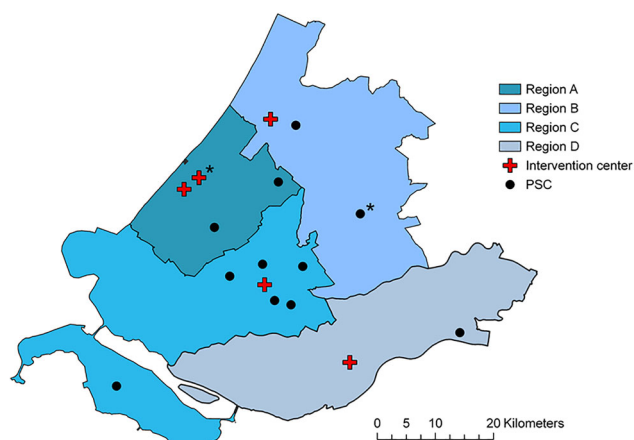 Region A
Region B
Region C
Region D
Intervention center
PSC
*
*
0 5 10 20 Kilometers